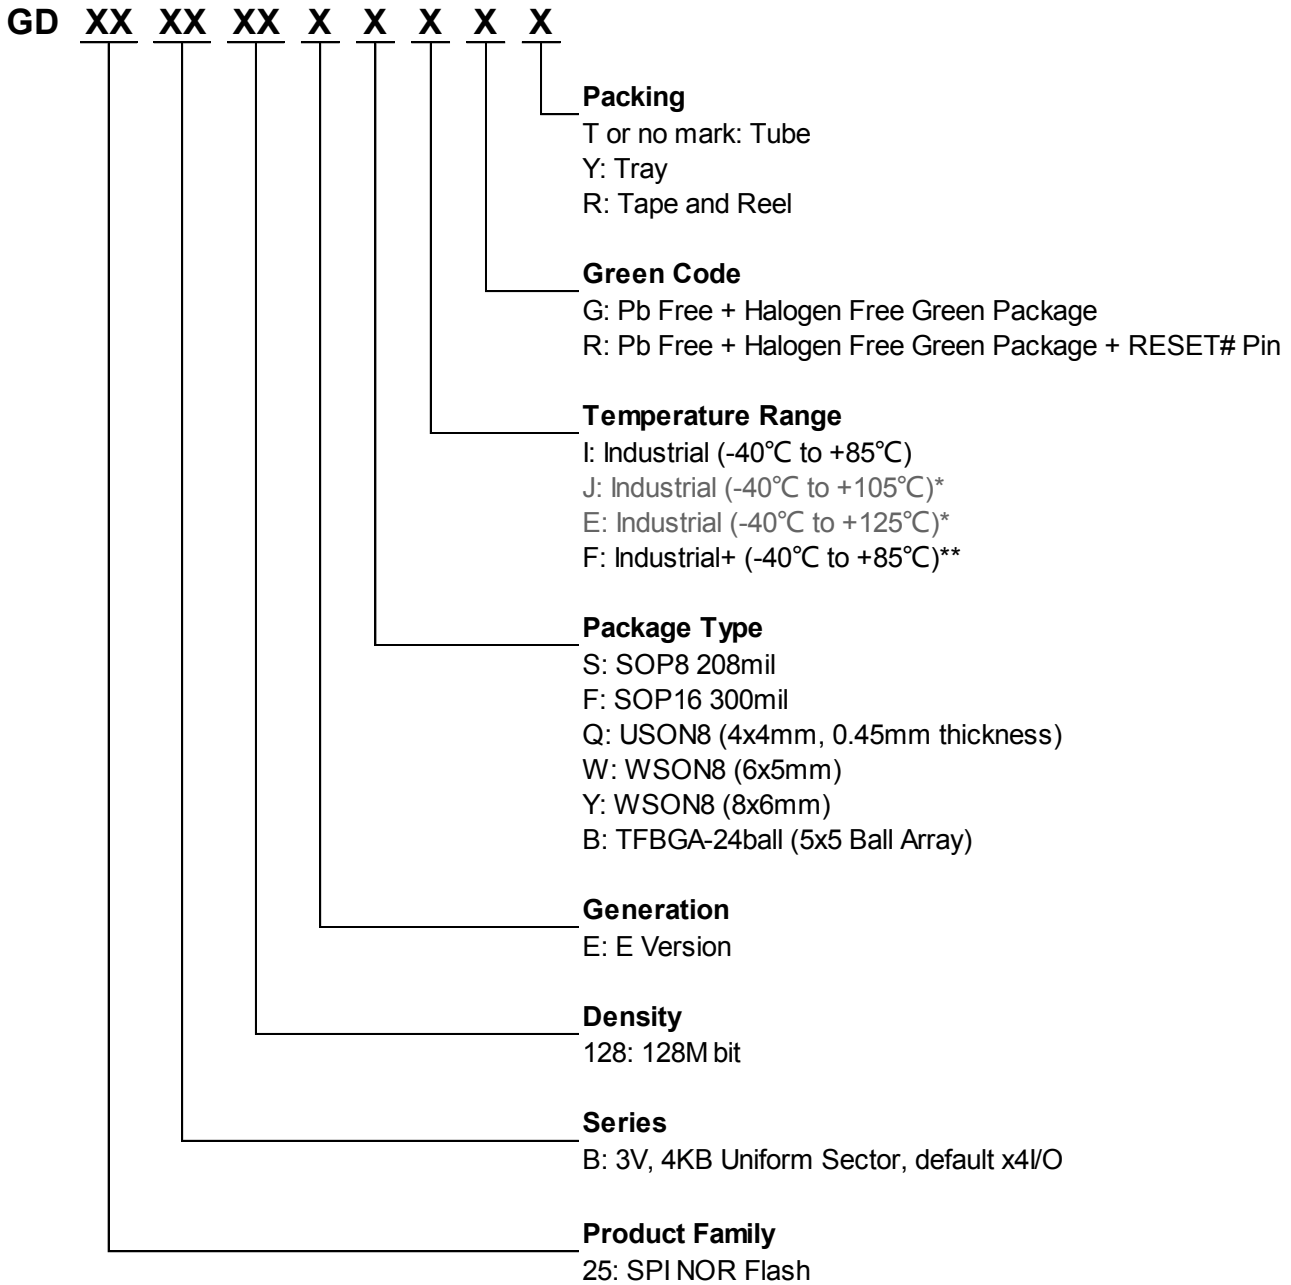 GD XX XX XX X X X X X
Packing
T or no mark: Tube
Y: Tray
R: Tape and Reel
Green Code
G: Pb Free + Halogen Free Green Package
R: Pb Free + Halogen Free Green Package + RESET# Pin
Temperature Range
I: Industrial (-40℃ to +85℃)
J: Industrial (-40℃ to +105℃)*
E: Industrial (-40℃ to +125℃)*
F: Industrial+ (-40℃ to +85℃)**
Package Type
S: SOP8 208mil
F: SOP16 300mil
Q: USON8 (4x4mm, 0.45mm thickness)
W: WSON8 (6x5mm)
Y: WSON8 (8x6mm)
B: TFBGA-24ball (5x5 Ball Array)
Generation
E: E Version
Density
128: 128M bit
Series
B: 3V, 4KB Uniform Sector, default x4I/O
Product Family
25: SPI NOR Flash